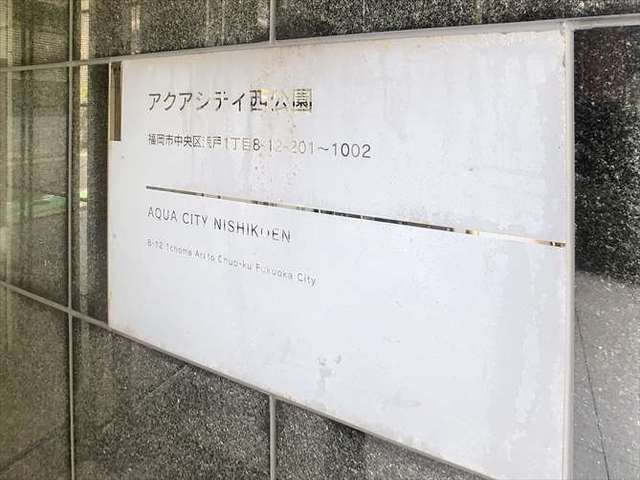 アクアシティ西公園
福岡市中央区荒戸1丁目8-12-201〜1002
AQUA CITY NISHIKOEN
8-12 1chome Arato Chuo-ku Fukuoka City